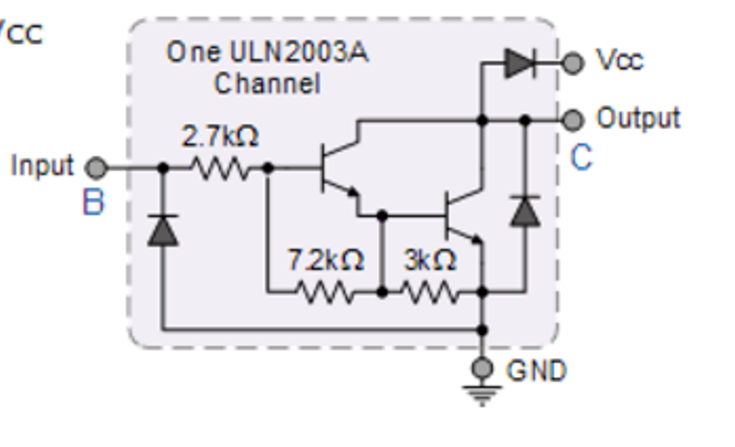 Vcc
One ULN2003A
Channel
Vcc
Output
C
2.7kΩ
Input
B
7.2kΩ 3kΩ
GND